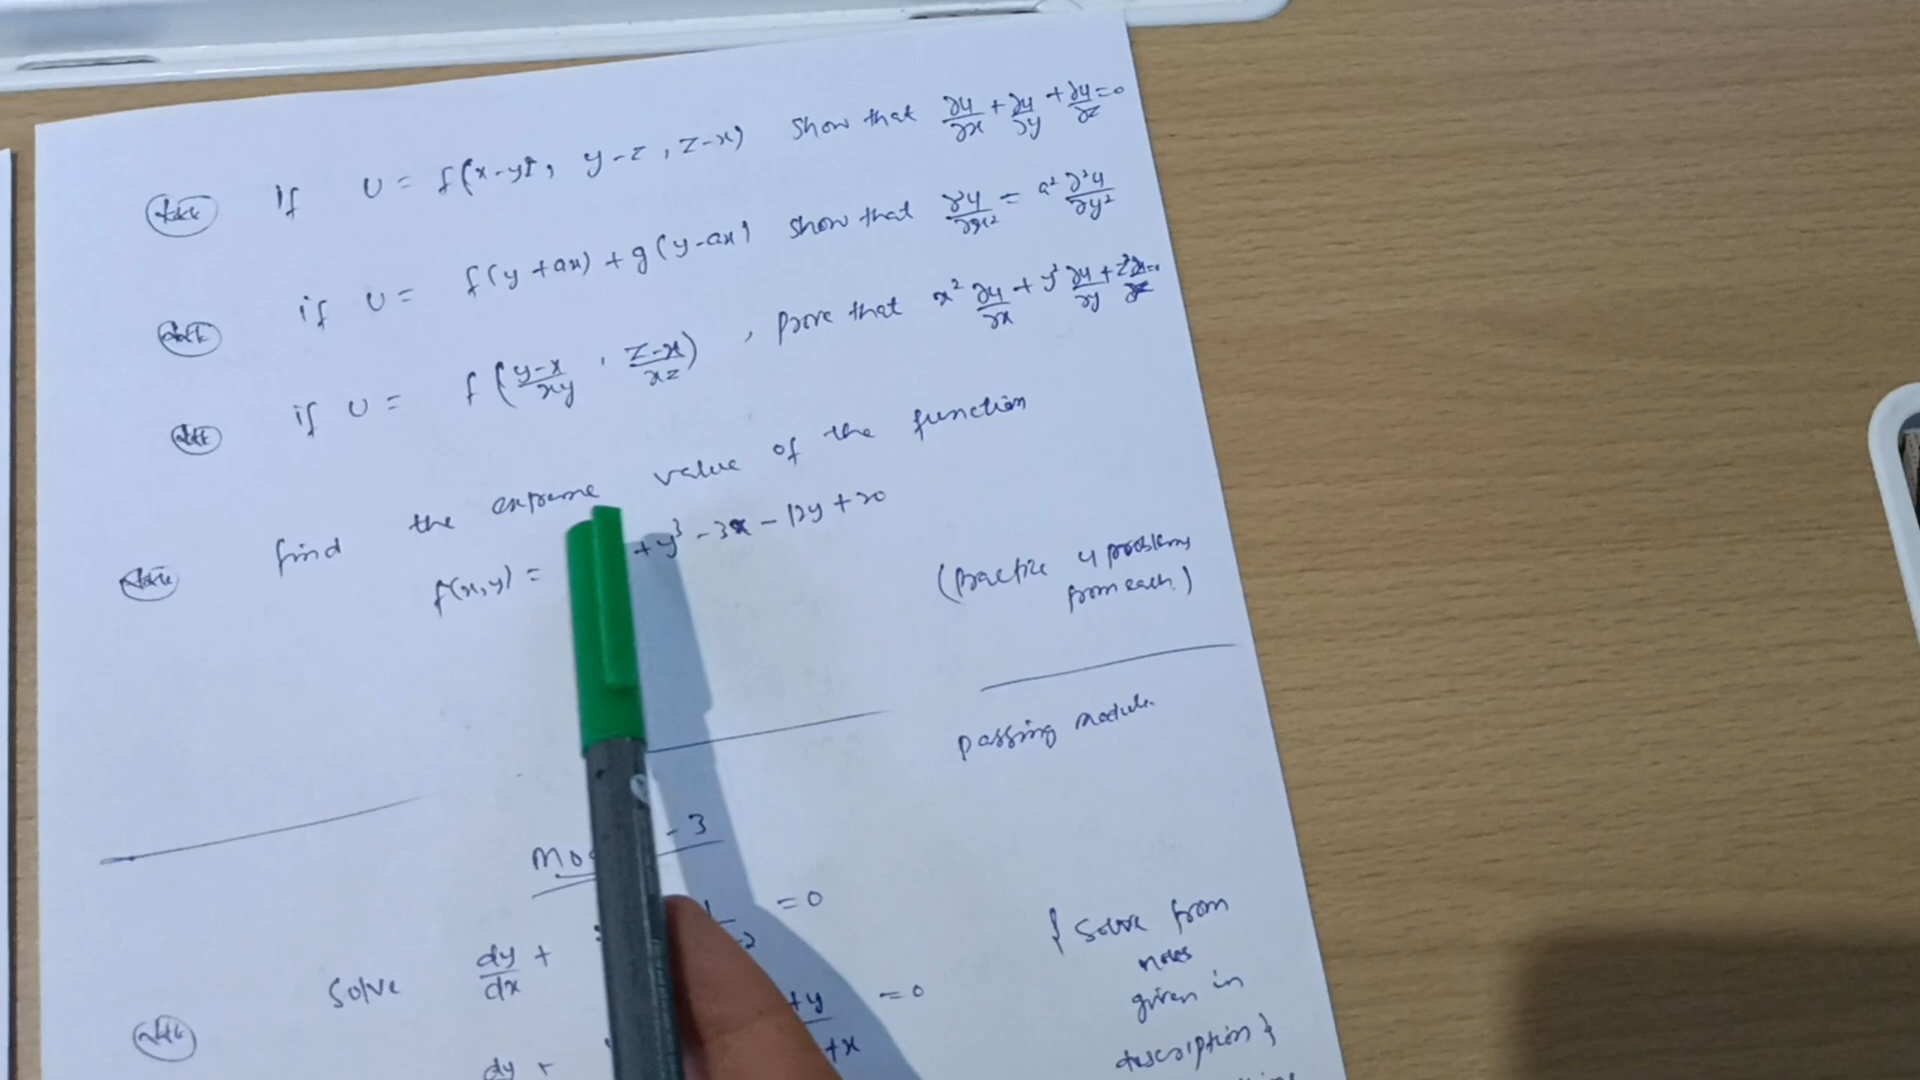 If U = f(x-y, y-z, z-x) show that ∂u/∂x + ∂u/∂y + ∂u/∂z = 0
if U = f(y+ax) + g(y-ax) show that ∂²u/∂x² = a² ∂²u/∂y²
if U = f(y-x/xy, z-x/xz), prove that x² ∂u/∂x + y² ∂u/∂y + z² ∂u/∂z = 0
find the extreme value of the function
f(x,y) = + y³ - 3x - 12y + 20
(Practice 4 problems
from each)
passing module
- 3
Solve dy/dx + = 0
dy + +y/+x = 0
{ Solve from
notes
given in
description }